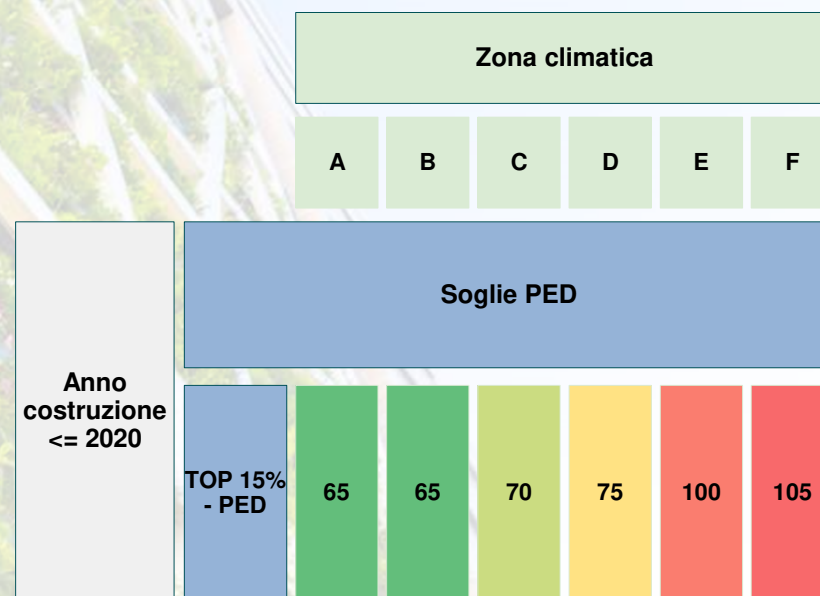 Zona climatica
A B C D E F
Soglie PED
Anno
costruzione
<= 2020
TOP 15%
- PED
65 65 70 75 100 105